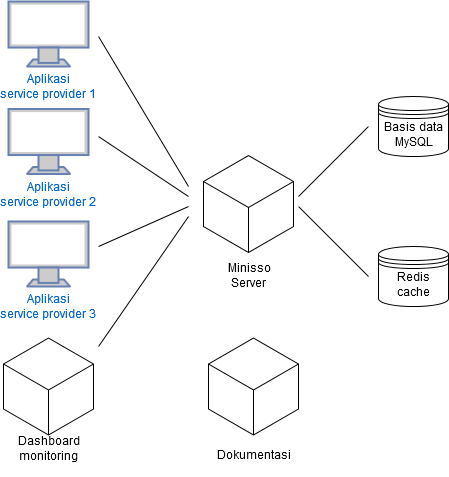 Aplikasi
service provider 1
Aplikasi
service provider 2
Aplikasi
service provider 3
Dashboard
monitoring
Minisso
Server
Dokumentasi
Basis data
MySQL
Redis
cache